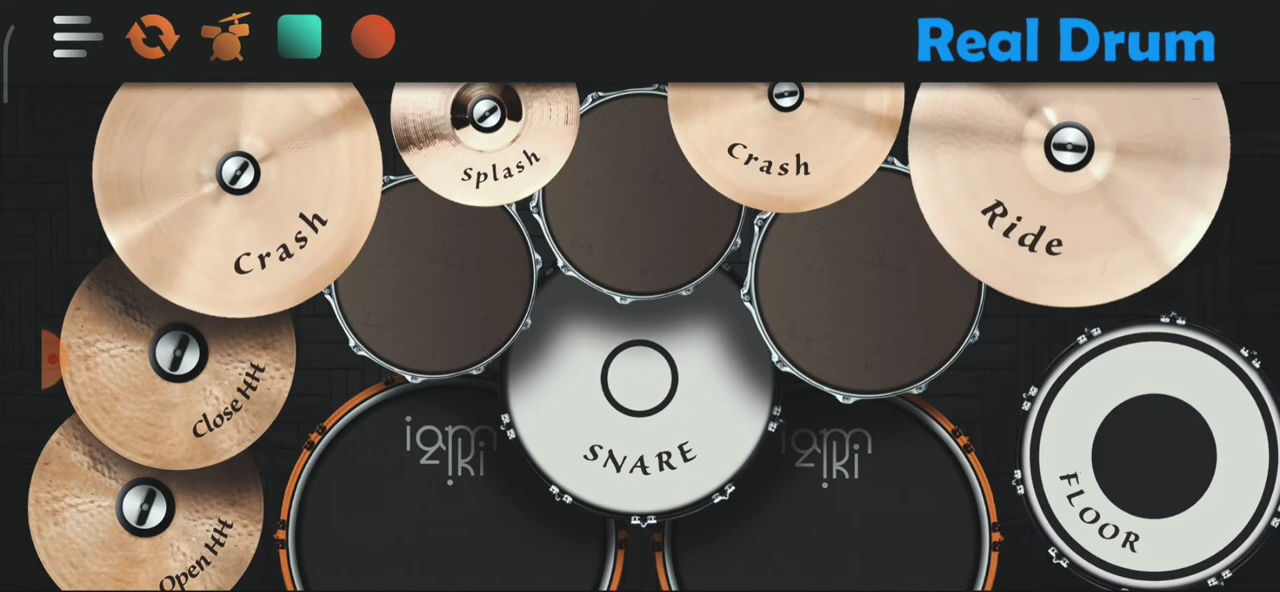 Real Drum
Splash
Crash
Crash
Ride
Close HH
SNARE
FLOOR
Open HH